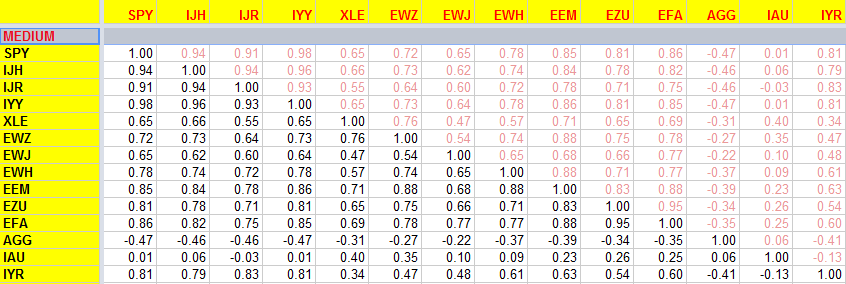 SPY IJH IJR IYY XLE EWZ EWJ EWH EEM EZU EFA AGG IAU IYR
MEDIUM
SPY 1.00 0.94 0.91 0.98 0.65 0.72 0.65 0.78 0.85 0.81 0.86 -0.47 0.01 0.81
IJH 0.94 1.00 0.94 0.96 0.66 0.73 0.62 0.74 0.84 0.78 0.82 -0.46 0.06 0.79
IJR 0.91 0.94 1.00 0.93 0.55 0.64 0.60 0.72 0.78 0.71 0.75 -0.46 -0.03 0.83
IYY 0.98 0.96 0.93 1.00 0.65 0.73 0.64 0.78 0.86 0.81 0.85 -0.47 0.01 0.81
XLE 0.65 0.66 0.55 0.65 1.00 0.76 0.47 0.57 0.71 0.65 0.69 -0.31 0.40 0.34
EWZ 0.72 0.73 0.64 0.73 0.76 1.00 0.54 0.74 0.88 0.75 0.78 -0.27 0.35 0.47
EWJ 0.65 0.62 0.60 0.64 0.47 0.54 1.00 0.65 0.68 0.66 0.77 -0.22 0.10 0.48
EWH 0.78 0.74 0.72 0.78 0.57 0.74 0.65 1.00 0.88 0.71 0.77 -0.37 0.09 0.61
EEM 0.85 0.84 0.78 0.86 0.71 0.88 0.68 0.88 1.00 0.83 0.88 -0.39 0.23 0.63
EZU 0.81 0.78 0.71 0.81 0.65 0.75 0.66 0.71 0.83 1.00 0.95 -0.34 0.26 0.54
EFA 0.86 0.82 0.75 0.85 0.69 0.78 0.77 0.77 0.88 0.95 1.00 -0.35 0.25 0.60
AGG -0.47 -0.46 -0.46 -0.47 -0.31 -0.27 -0.22 -0.37 -0.39 -0.34 -0.35 1.00 0.06 -0.41
IAU 0.01 0.06 -0.03 0.01 0.40 0.35 0.10 0.09 0.23 0.26 0.25 0.06 1.00 -0.13
IYR 0.81 0.79 0.83 0.81 0.34 0.47 0.48 0.61 0.63 0.54 0.60 -0.41 -0.13 1.00